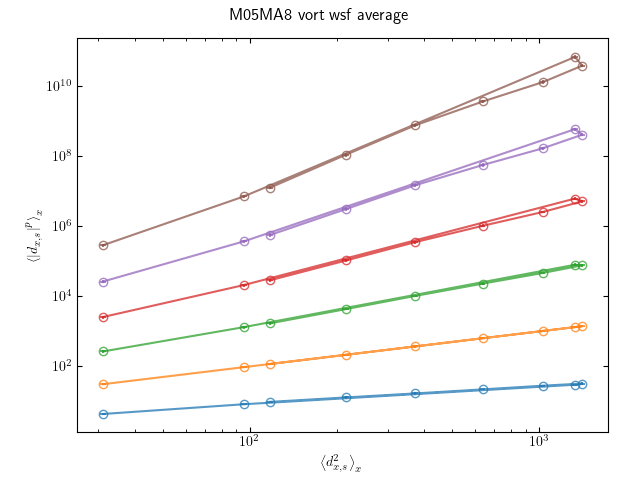 M05MA8 vort wsf average
10^{10}
10^{8}
10^{6}
10^{4}
10^{2}
⟨|d_{x,s}|^p⟩_x
10^{2} 10^{3}
⟨d_{x,s}^2⟩_x